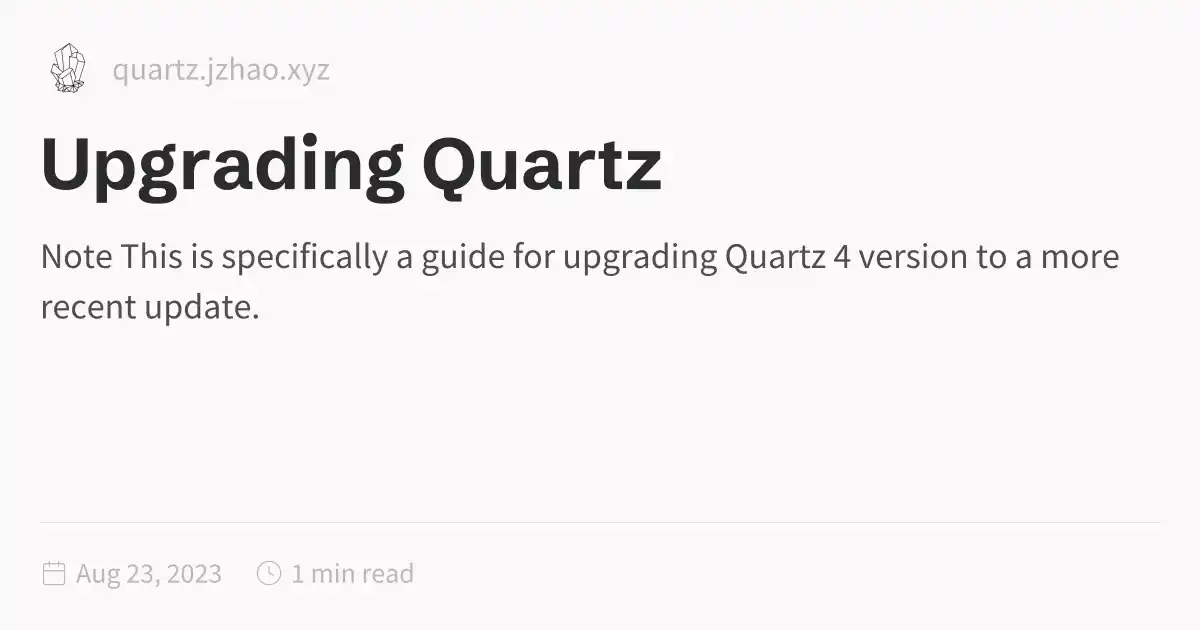 quartz.jzhao.xyz
Upgrading Quartz
Note This is specifically a guide for upgrading Quartz 4 version to a more
recent update.
Aug 23, 2023 1 min read